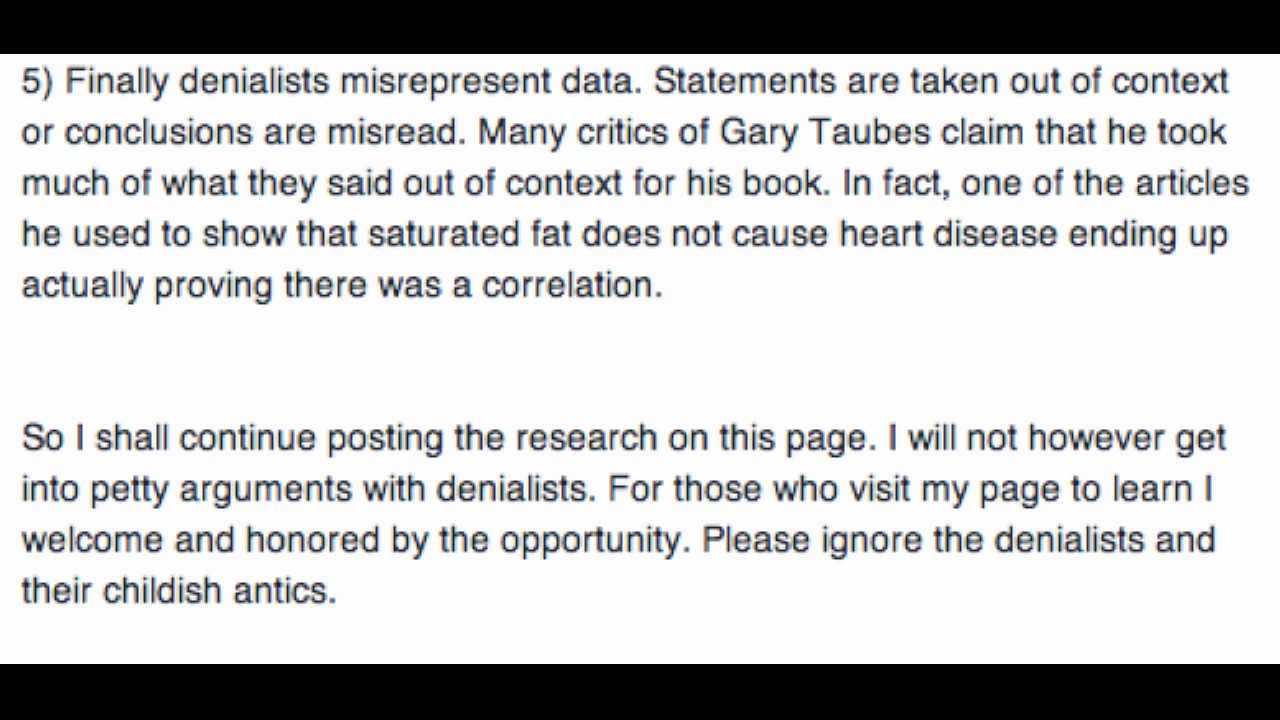 5) Finally denialists misrepresent data. Statements are taken out of context
or conclusions are misread. Many critics of Gary Taubes claim that he took
much of what they said out of context for his book. In fact, one of the articles
he used to show that saturated fat does not cause heart disease ending up
actually proving there was a correlation.
So I shall continue posting the research on this page. I will not however get
into petty arguments with denialists. For those who visit my page to learn I
welcome and honored by the opportunity. Please ignore the denialists and
their childish antics.